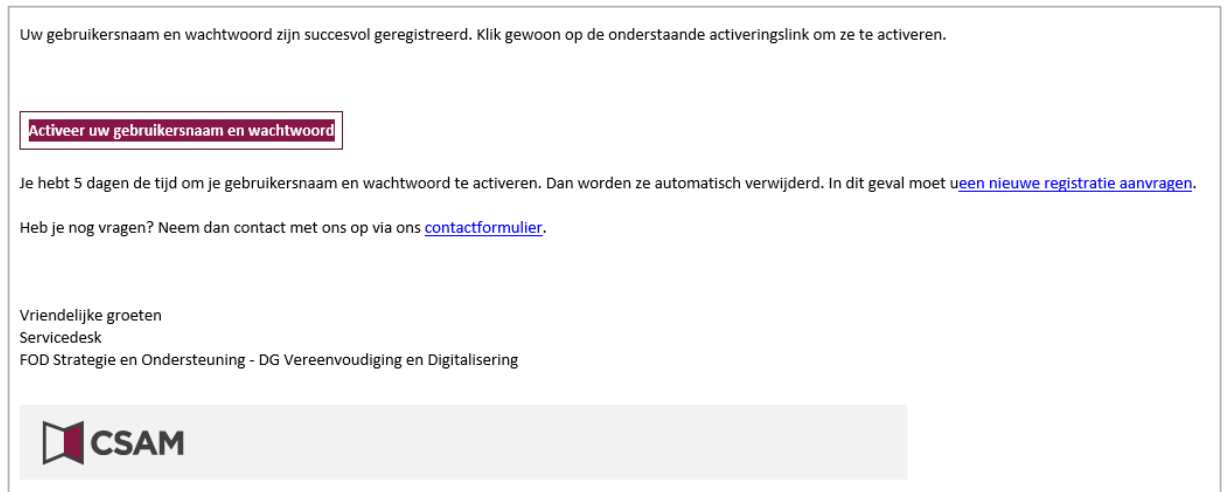 Uw gebruikersnaam en wachtwoord zijn succesvol geregistreerd. Klik gewoon op de onderstaande activeringslink om ze te activeren.
Activeer uw gebruikersnaam en wachtwoord
Je hebt 5 dagen de tijd om je gebruikersnaam en wachtwoord te activeren. Dan worden ze automatisch verwijderd. In dit geval moet ueen nieuwe registratie aanvragen.
Heb je nog vragen? Neem dan contact met ons op via ons contactformulier.
Vriendelijke groeten
Servicedesk
FOD Strategie en Ondersteuning - DG Vereenvoudiging en Digitalisering
CSAM